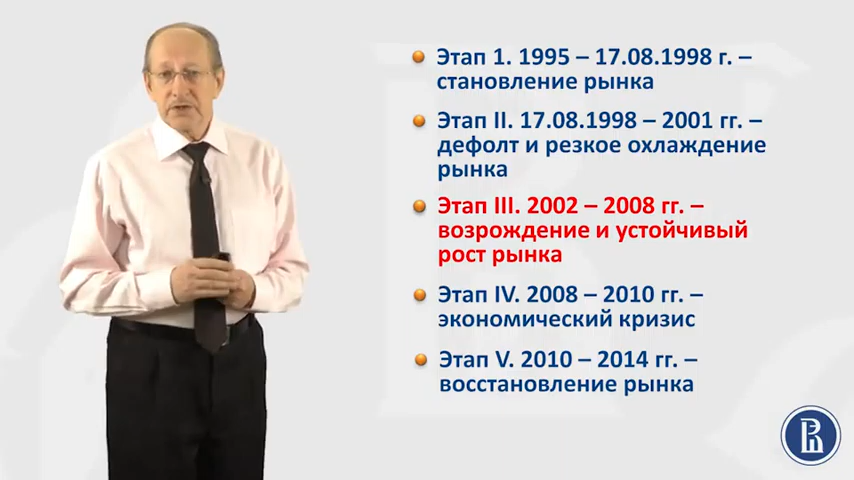 Этап 1. 1995 – 17.08.1998 г. –
становление рынка
Этап II. 17.08.1998 – 2001 гг. –
дефолт и резкое охлаждение
рынка
Этап III. 2002 – 2008 гг. –
возрождение и устойчивый
рост рынка
Этап IV. 2008 – 2010 гг. –
экономический кризис
Этап V. 2010 – 2014 гг. –
восстановление рынка